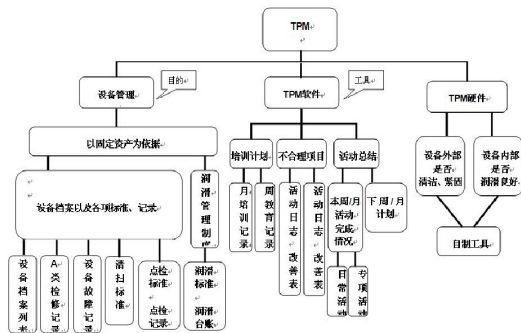 TPM
目的
工具
设备管理
TPM软件
TPM硬件
以固定资产为依据
培训计划
不合理项目
活动总结
设备外部
是否
清洁、紧固
设备内部
是否
润滑良好
设备档案以及各项标准、记录
润滑管理制度
月培训记录
周教育记录
活动日志
改善表
活动日志
改善表
本周/月
活动
完成
情况
下周/月
计划
自制工具
设备档案列表
A类检修记录
设备故障记录
清扫标准
点检标准
点检记录
润滑标准
润滑台账
日常活动
专项活动